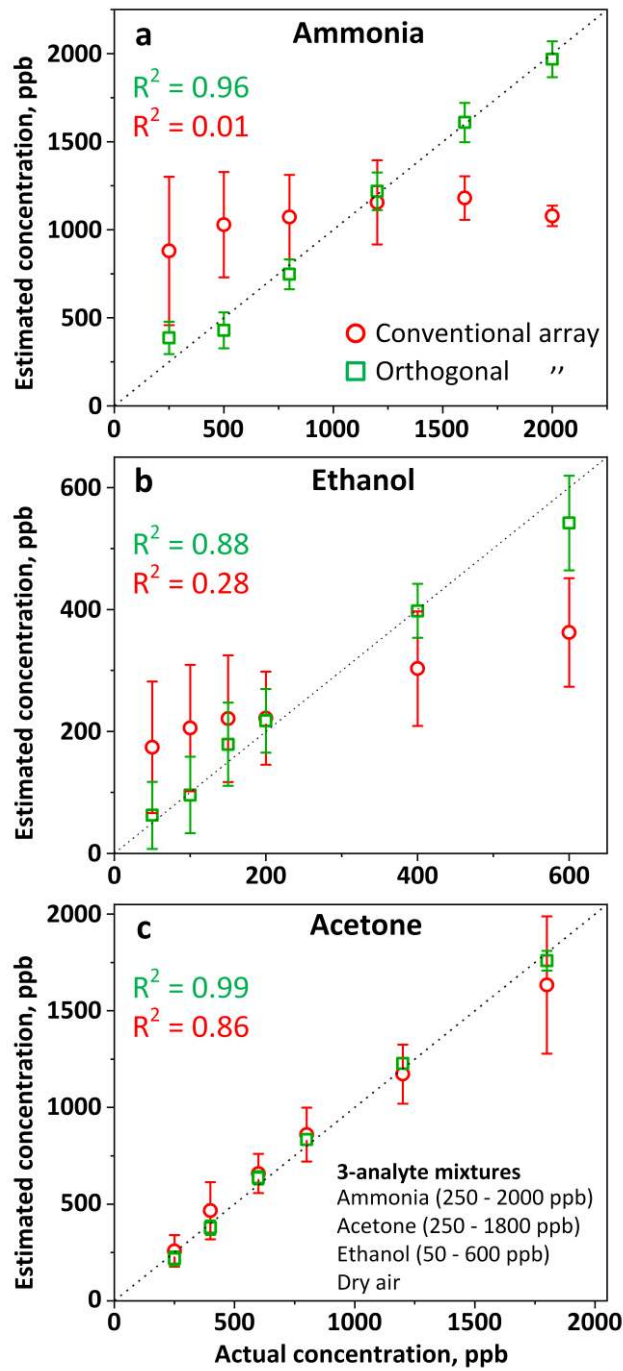 a
Ammonia
R² = 0.96
R² = 0.01
Conventional array
Orthogonal ,,
Estimated concentration, ppb
2000
1500
1000
500
0
0 500 1000 1500 2000
b
Ethanol
R² = 0.88
R² = 0.28
Estimated concentration, ppb
600
400
200
0
0 200 400 600
c
Acetone
R² = 0.99
R² = 0.86
3-analyte mixtures
Ammonia (250 - 2000 ppb)
Acetone (250 - 1800 ppb)
Ethanol (50 - 600 ppb)
Dry air
Estimated concentration, ppb
2000
1500
1000
500
0
0 500 1000 1500 2000
Actual concentration, ppb